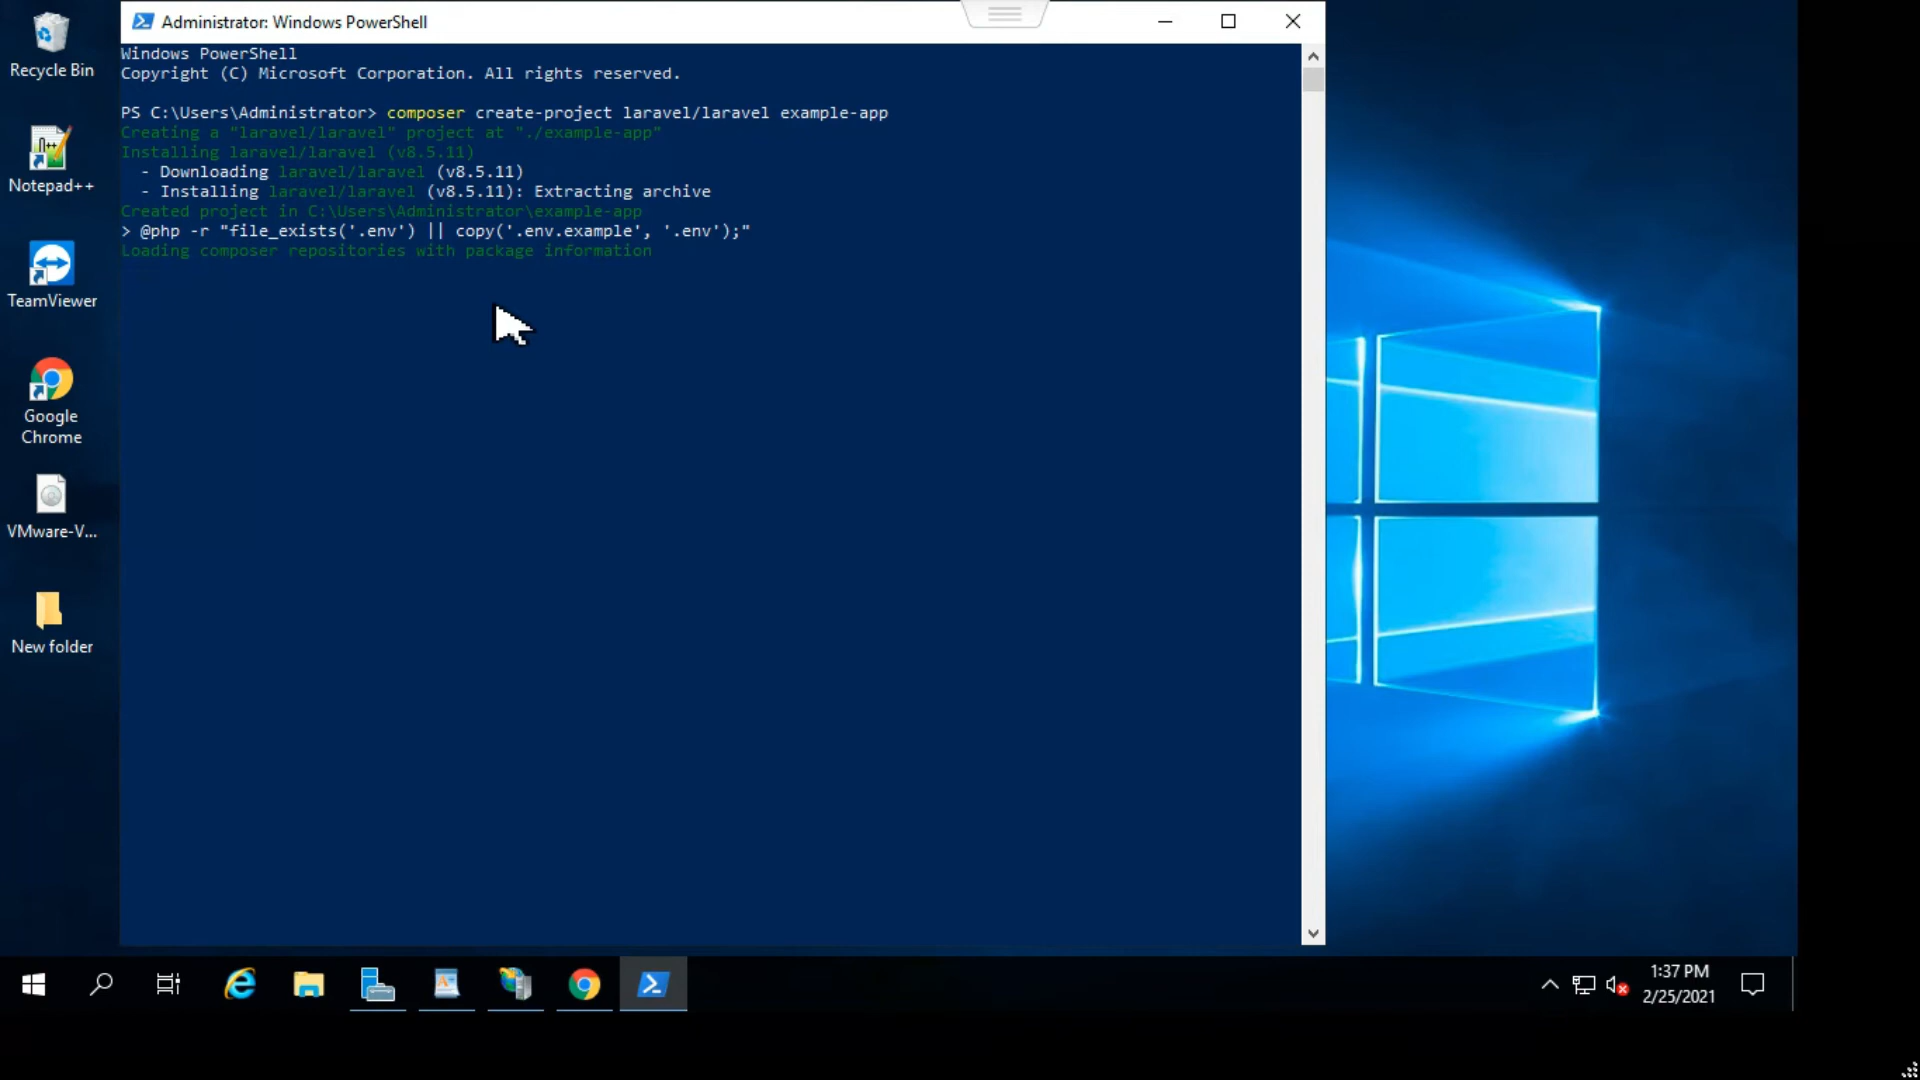 Administrator: Windows PowerShell
Windows PowerShell
Copyright (C) Microsoft Corporation. All rights reserved.
PS C:\Users\Administrator> composer create-project laravel/laravel example-app
Creating a "laravel/laravel" project at "./example-app"
Installing laravel/laravel (v8.5.11)
- Downloading laravel/laravel (v8.5.11)
- Installing laravel/laravel (v8.5.11): Extracting archive
Created project in C:\Users\Administrator\example-app
> @php -r "file_exists('.env') || copy('.env.example', '.env');"
Loading composer repositories with package information
Recycle Bin
Notepad++
TeamViewer
Google
Chrome
VMware-V...
New folder
1:37 PM
2/25/2021